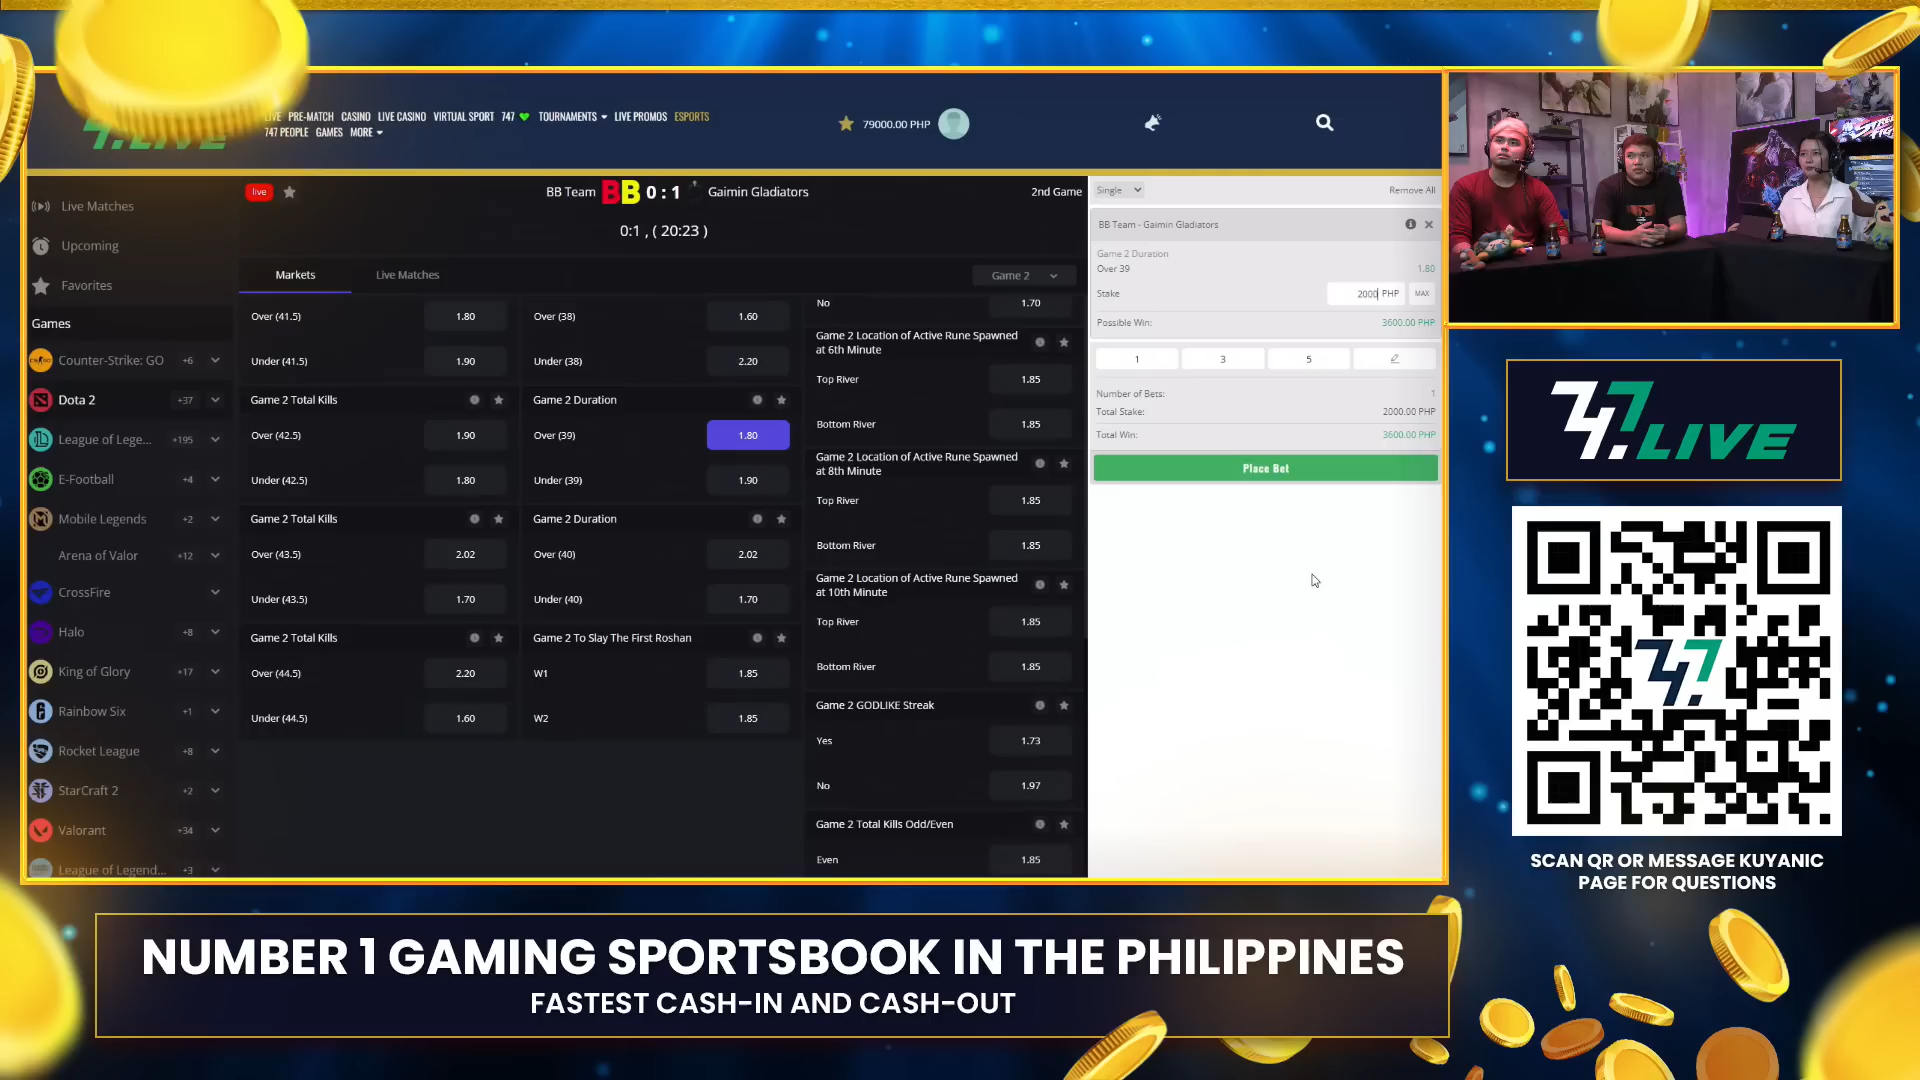 LIVE PRE-MATCH CASINO LIVE CASINO VIRTUAL SPORT 747 TOURNAMENTS LIVE PROMOS ESPORTS
747 PEOPLE GAMES MORE
79000.00 PHP
Live Matches
Upcoming
Favorites
Games
Counter-Strike: GO +6
Dota 2 +37
League of Lege... +195
E-Football +4
Mobile Legends +2
Arena of Valor +12
CrossFire
Halo +8
King of Glory +17
Rainbow Six +1
Rocket League +8
StarCraft 2 +2
Valorant +34
League of Legend... +3
live
BB Team BB 0 : 1 Gaimin Gladiators
2nd Game
0:1 , ( 20:23 )
Markets
Live Matches
Game 2
Over (41.5) 1.80
Under (41.5) 1.90
Game 2 Total Kills
Over (42.5) 1.90
Under (42.5) 1.80
Game 2 Total Kills
Over (43.5) 2.02
Under (43.5) 1.70
Game 2 Total Kills
Over (44.5) 2.20
Under (44.5) 1.60
Over (38) 1.60
Under (38) 2.20
Game 2 Duration
Over (39) 1.80
Under (39) 1.90
Game 2 Duration
Over (40) 2.02
Under (40) 1.70
Game 2 To Slay The First Roshan
W1 1.85
W2 1.85
No 1.70
Game 2 Location of Active Rune Spawned
at 6th Minute
Top River 1.85
Bottom River 1.85
Game 2 Location of Active Rune Spawned
at 8th Minute
Top River 1.85
Bottom River 1.85
Game 2 Location of Active Rune Spawned
at 10th Minute
Top River 1.85
Bottom River 1.85
Game 2 GODLIKE Streak
Yes 1.73
No 1.97
Game 2 Total Kills Odd/Even
Even 1.85
Single
Remove All
BB Team - Gaimin Gladiators
Game 2 Duration
Over 39 1.80
Stake 2000 PHP MAX
Possible Win: 3600.00 PHP
1 3 5
Number of Bets: 1
Total Stake: 2000.00 PHP
Total Win: 3600.00 PHP
Place Bet
747.LIVE
747
SCAN QR OR MESSAGE KUYANIC
PAGE FOR QUESTIONS
NUMBER 1 GAMING SPORTSBOOK IN THE PHILIPPINES
FASTEST CASH-IN AND CASH-OUT